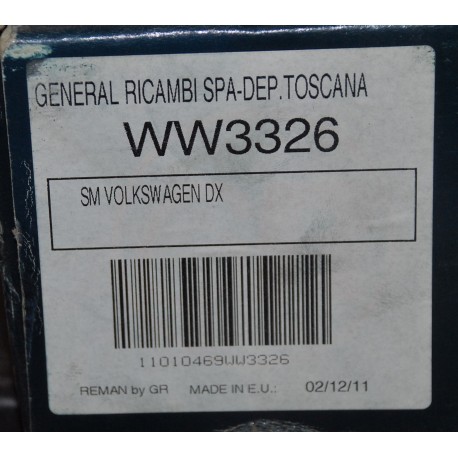 GENERAL RICAMBI SPA-DEP.TOSCANA
WW3326
SM VOLKSWAGEN DX
11010469WW3326
REMAN by GR MADE IN E.U.: 02/12/11